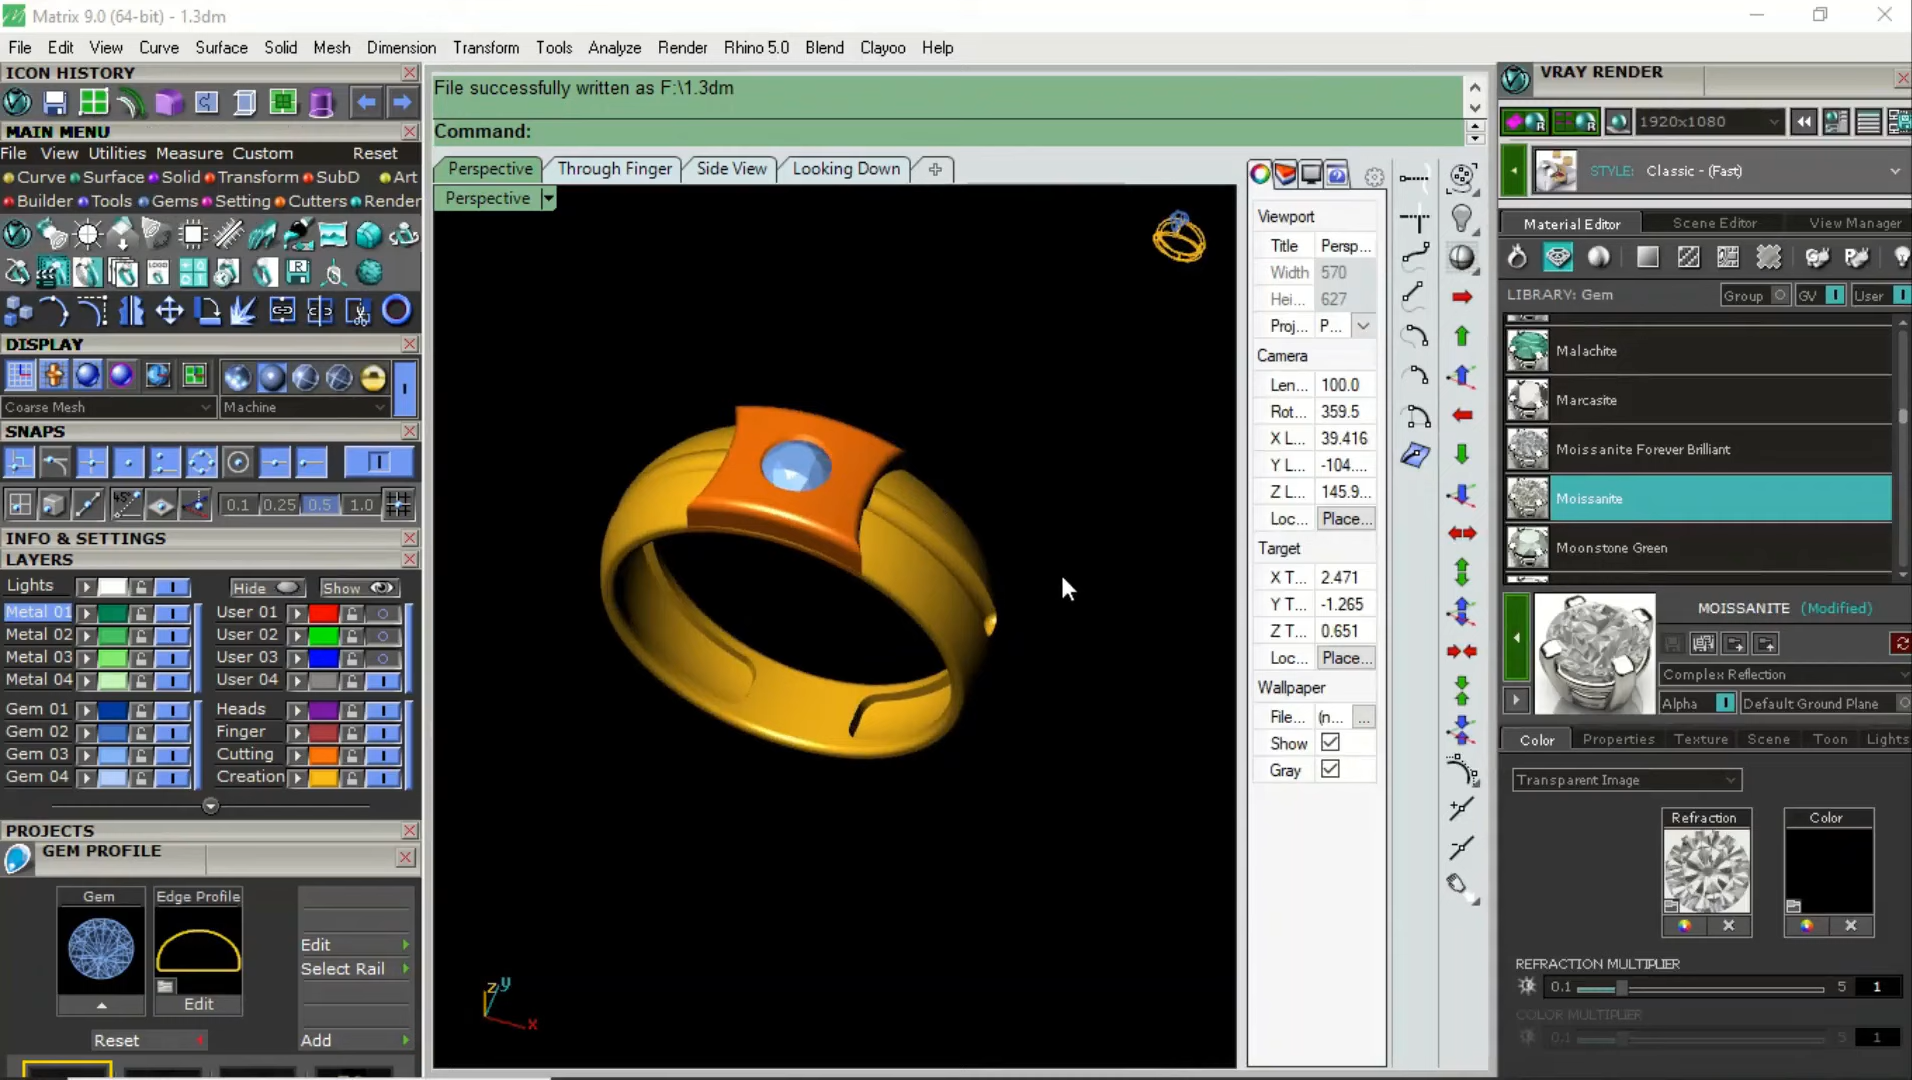 Matrix 9.0 (64-bit) - 1.3dm
File Edit View Curve Surface Solid Mesh Dimension Transform Tools Analyze Render Rhino 5.0 Blend Clayoo Help
ICON HISTORY
MAIN MENU
File View Utilities Measure Custom Reset
Curve Surface Solid Transform SubD Art
Builder Tools Gems Setting Cutters Render
DISPLAY
Coarse Mesh Machine
SNAPS
45°
0.1 0.25 0.5 1.0
INFO & SETTINGS
LAYERS
Lights Hide Show
Metal 01 User 01
Metal 02 User 02
Metal 03 User 03
Metal 04 User 04
Gem 01 Heads
Gem 02 Finger
Gem 03 Cutting
Gem 04 Creation
PROJECTS
GEM PROFILE
Gem Edge Profile
Edit
Select Rail
Edit
Reset Add
File successfully written as F:\1.3dm
Command:
Perspective Through Finger Side View Looking Down
Perspective
z y
x
Viewport
Title Persp...
Width 570
Hei... 627
Proj... P...
Camera
Len... 100.0
Rot... 359.5
X L... 39.416
Y L... -104....
Z L... 145.9...
Loc... Place...
Target
X T... 2.471
Y T... -1.265
Z T... 0.651
Loc... Place...
Wallpaper
File... (n... ...
Show
Gray
VRAY RENDER
1920x1080
STYLE: Classic - (Fast)
Material Editor Scene Editor View Manager
LIBRARY: Gem Group GV User
Malachite
Marcasite
Moissanite Forever Brilliant
Moissanite
Moonstone Green
MOISSANITE (Modified)
Complex Reflection
Alpha Default Ground Plane
Color Properties Texture Scene Toon Lights
Transparent Image
Refraction Color
REFRACTION MULTIPLIER
0.1 5 1
COLOR MULTIPLIER
0.1 5 1